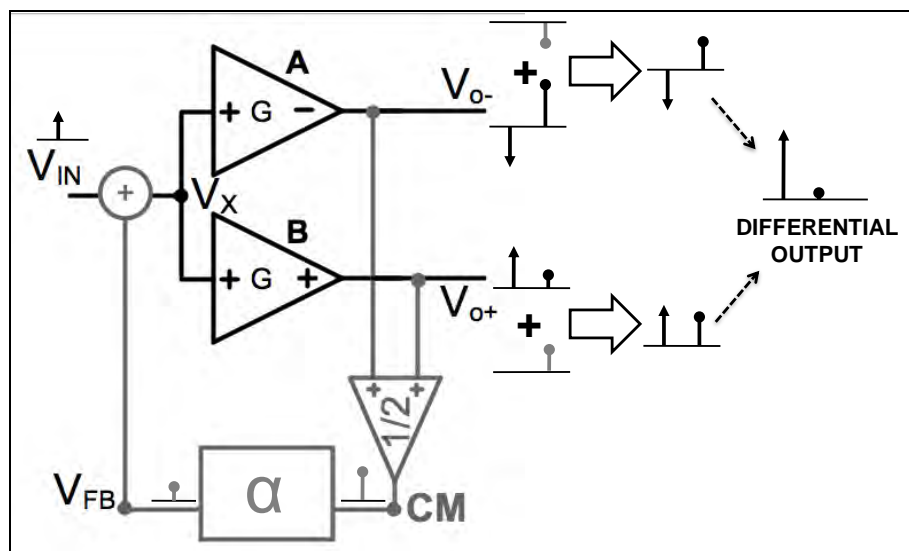 A
+ G −
V_o-
+
V_IN
+
V_X
B
+ G +
V_o+
+
DIFFERENTIAL
OUTPUT
+ +
1/2
V_FB
α
CM